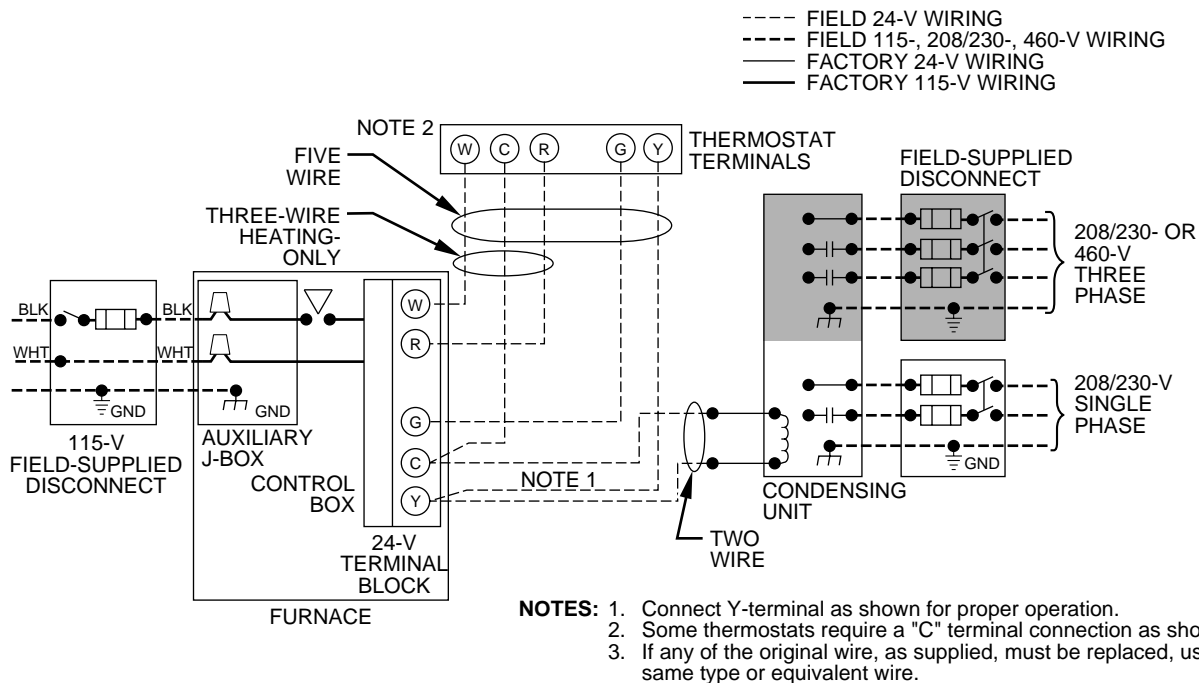 FIELD 24-V WIRING
FIELD 115-, 208/230-, 460-V WIRING
FACTORY 24-V WIRING
FACTORY 115-V WIRING
NOTE 2
W C R G Y
THERMOSTAT
TERMINALS
FIVE
WIRE
THREE-WIRE
HEATING-
ONLY
FIELD-SUPPLIED
DISCONNECT
208/230- OR
460-V
THREE
PHASE
BLK
BLK
WHT
WHT
GND
GND
W
R
G
C
Y
115-V
FIELD-SUPPLIED
DISCONNECT
AUXILIARY
J-BOX
CONTROL
BOX
24-V
TERMINAL
BLOCK
FURNACE
NOTE 1
TWO
WIRE
CONDENSING
UNIT
GND
208/230-V
SINGLE
PHASE
NOTES: 1. Connect Y-terminal as shown for proper operation.
2. Some thermostats require a "C" terminal connection as sho
3. If any of the original wire, as supplied, must be replaced, us
same type or equivalent wire.